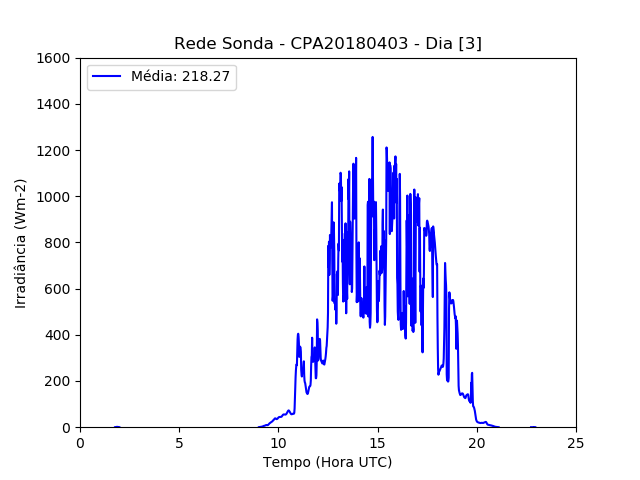 Rede Sonda - CPA20180403 - Dia [3]
Média: 218.27
1600
1400
1200
1000
800
600
400
200
0
0 5 10 15 20 25
Irradiância (Wm-2)
Tempo (Hora UTC)